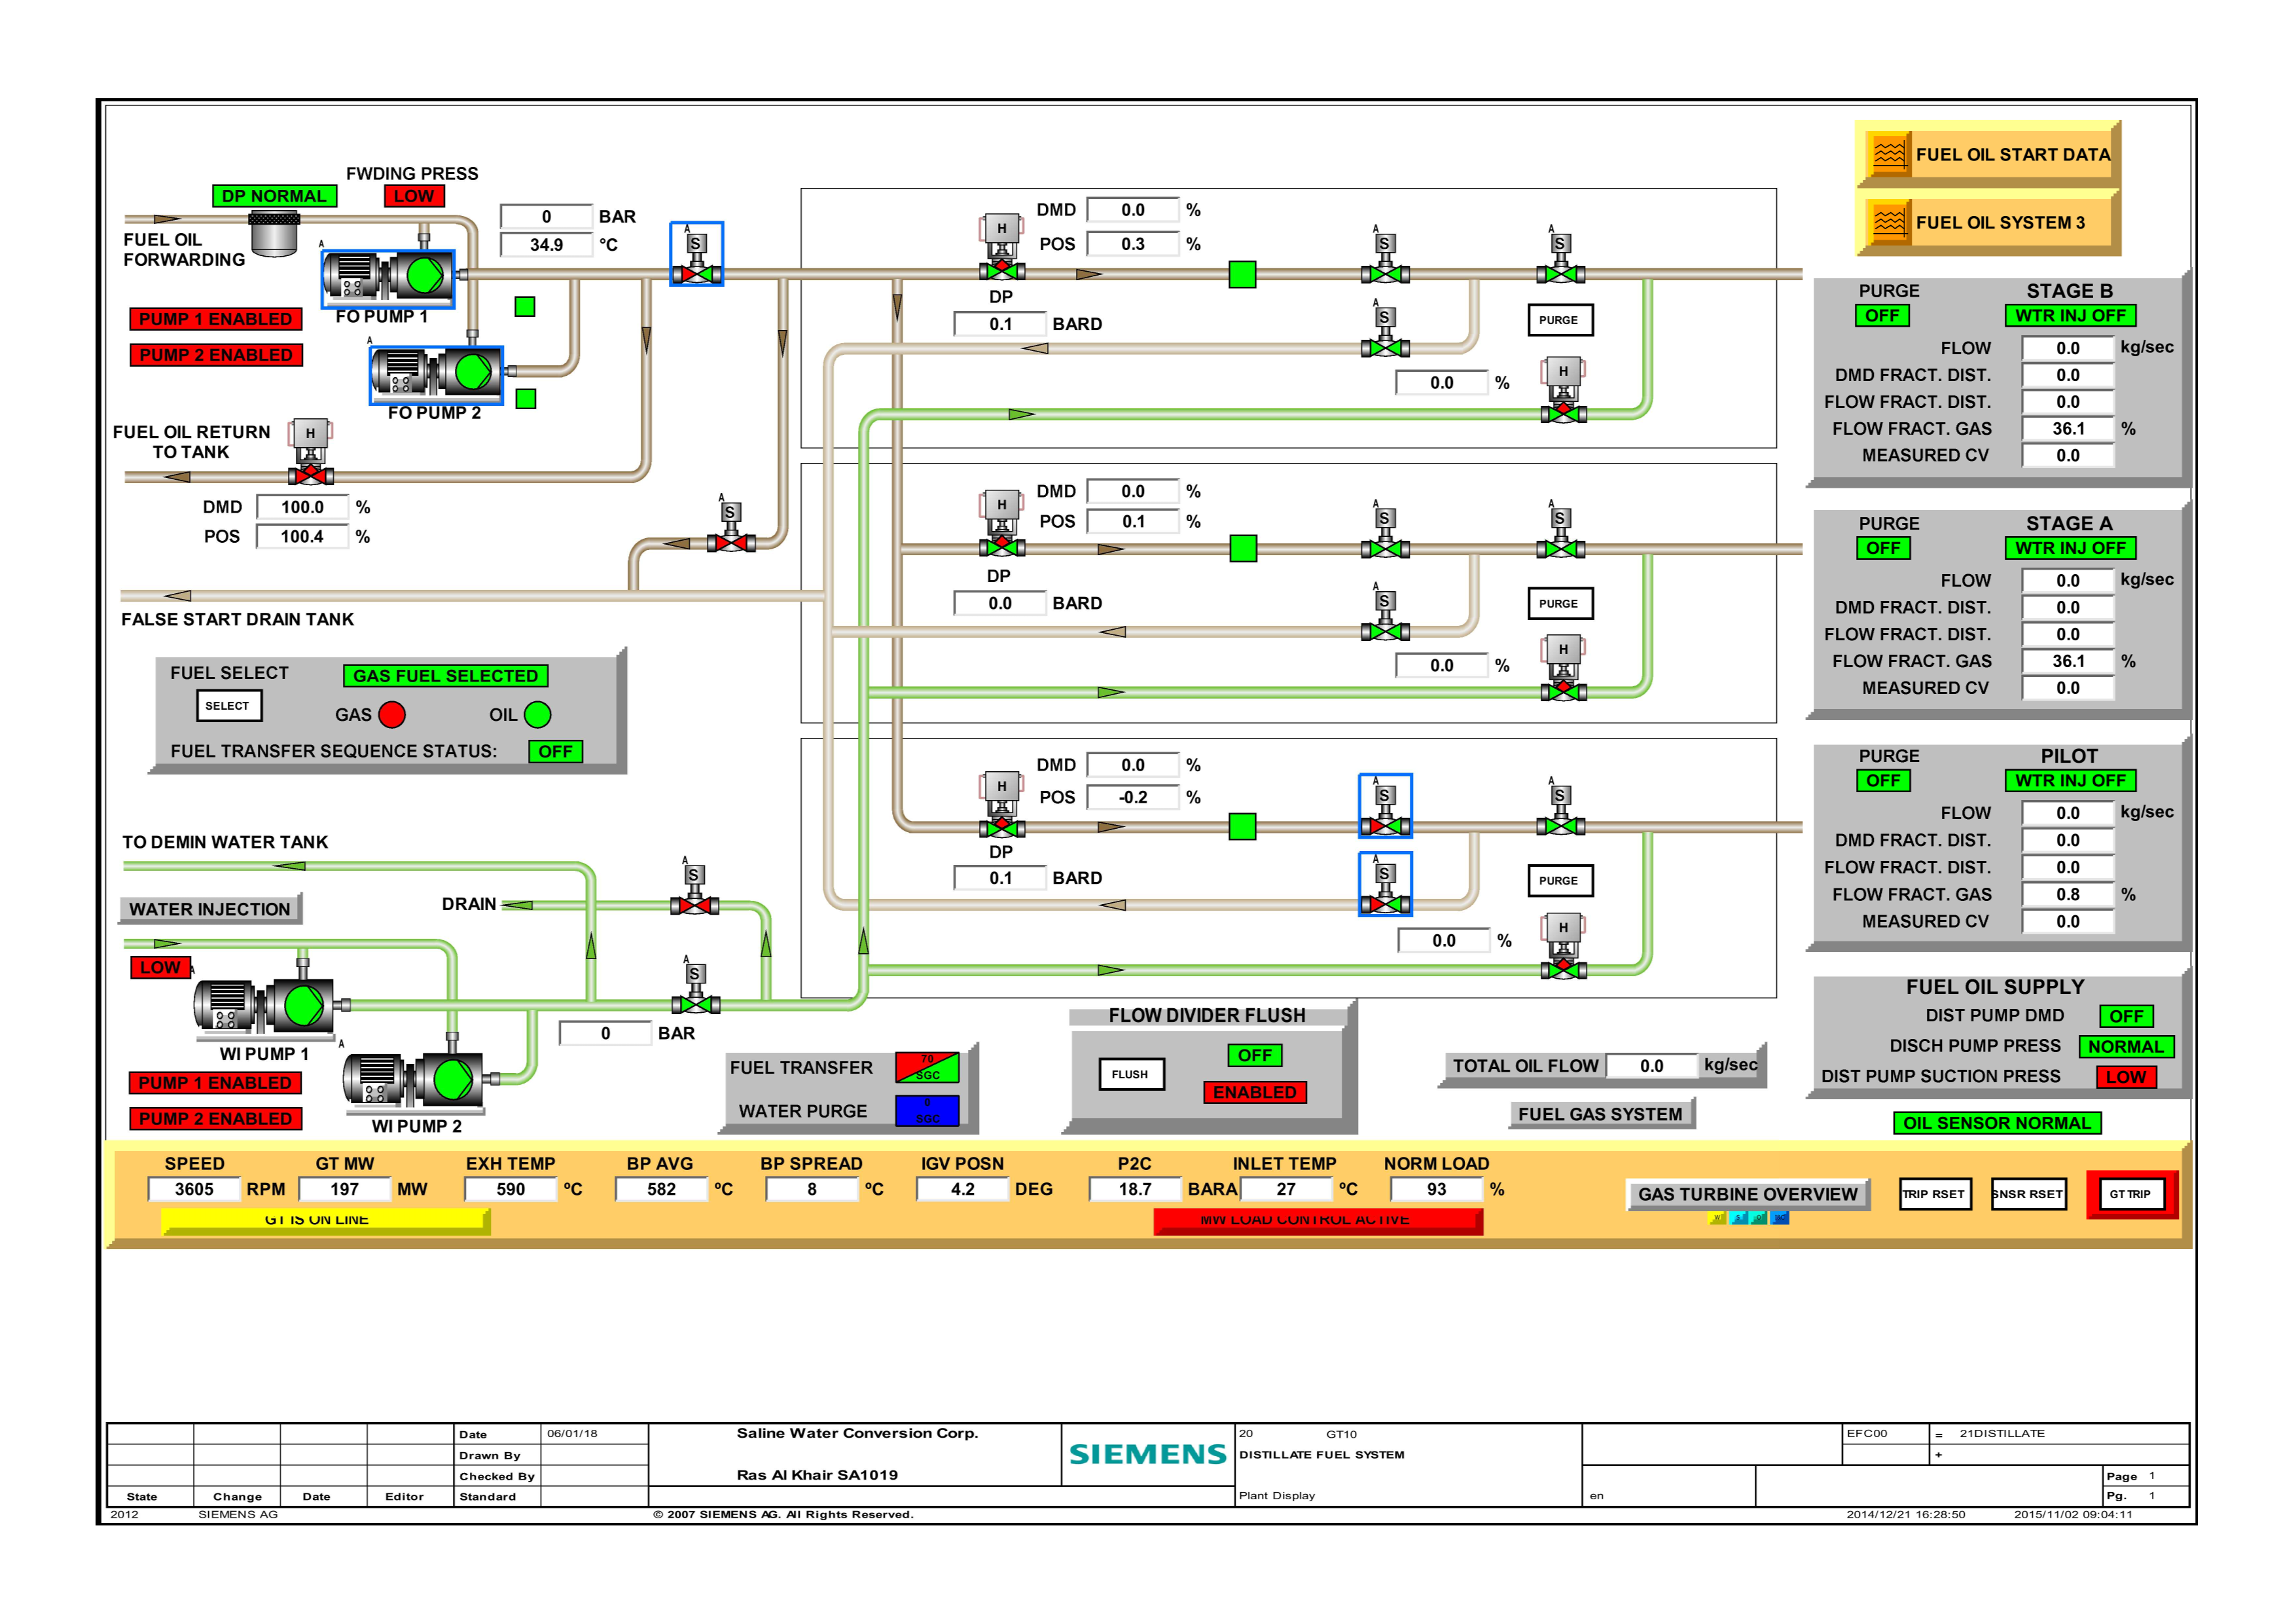 FUEL OIL START DATA
FUEL OIL SYSTEM 3
FWDING PRESS
DP NORMAL
LOW
0 BAR
34.9 °C
FUEL OIL
FORWARDING
A
FO PUMP 1
PUMP 1 ENABLED
PUMP 2 ENABLED
A
FO PUMP 2
A
S
FUEL OIL RETURN
TO TANK
H
DMD 100.0 %
POS 100.4 %
A
S
FALSE START DRAIN TANK
FUEL SELECT
GAS FUEL SELECTED
SELECT
GAS
OIL
FUEL TRANSFER SEQUENCE STATUS: OFF
H
DMD 0.0 %
POS 0.3 %
DP
0.1 BARD
A
S
A
S
A
S
PURGE
0.0 %
H
H
DMD 0.0 %
POS 0.1 %
DP
0.0 BARD
A
S
A
S
A
S
PURGE
0.0 %
H
H
DMD 0.0 %
POS -0.2 %
DP
0.1 BARD
A
S
A
S
A
S
PURGE
0.0 %
H
PURGE STAGE B
OFF WTR INJ OFF
FLOW 0.0 kg/sec
DMD FRACT. DIST. 0.0
FLOW FRACT. DIST. 0.0
FLOW FRACT. GAS 36.1 %
MEASURED CV 0.0
PURGE STAGE A
OFF WTR INJ OFF
FLOW 0.0 kg/sec
DMD FRACT. DIST. 0.0
FLOW FRACT. DIST. 0.0
FLOW FRACT. GAS 36.1 %
MEASURED CV 0.0
PURGE PILOT
OFF WTR INJ OFF
FLOW 0.0 kg/sec
DMD FRACT. DIST. 0.0
FLOW FRACT. DIST. 0.0
FLOW FRACT. GAS 0.8 %
MEASURED CV 0.0
FUEL OIL SUPPLY
DIST PUMP DMD OFF
DISCH PUMP PRESS NORMAL
DIST PUMP SUCTION PRESS LOW
OIL SENSOR NORMAL
TO DEMIN WATER TANK
WATER INJECTION
DRAIN
A
S
LOW
A
WI PUMP 1
A
S
0 BAR
A
WI PUMP 2
PUMP 1 ENABLED
PUMP 2 ENABLED
FUEL TRANSFER
70
SGC
WATER PURGE
0
SGC
FLOW DIVIDER FLUSH
FLUSH
OFF
ENABLED
TOTAL OIL FLOW 0.0 kg/sec
FUEL GAS SYSTEM
SPEED GT MW EXH TEMP BP AVG BP SPREAD IGV POSN P2C INLET TEMP NORM LOAD
3605 RPM 197 MW 590 °C 582 °C 8 °C 4.2 DEG 18.7 BARA 27 °C 93 %
GT IS ON LINE
MW LOAD CONTROL ACTIVE
GAS TURBINE OVERVIEW
TRIP RSET
SNSR RSET
GT TRIP
Date 06/01/18
Drawn By
Checked By
State Change Date Editor Standard
Saline Water Conversion Corp.
Ras Al Khair SA1019
SIEMENS
20 GT10
DISTILLATE FUEL SYSTEM
Plant Display
en
EFC00 = 21DISTILLATE
+
Page 1
Pg. 1
2012 SIEMENS AG © 2007 SIEMENS AG. All Rights Reserved. 2014/12/21 16:28:50 2015/11/02 09:04:11